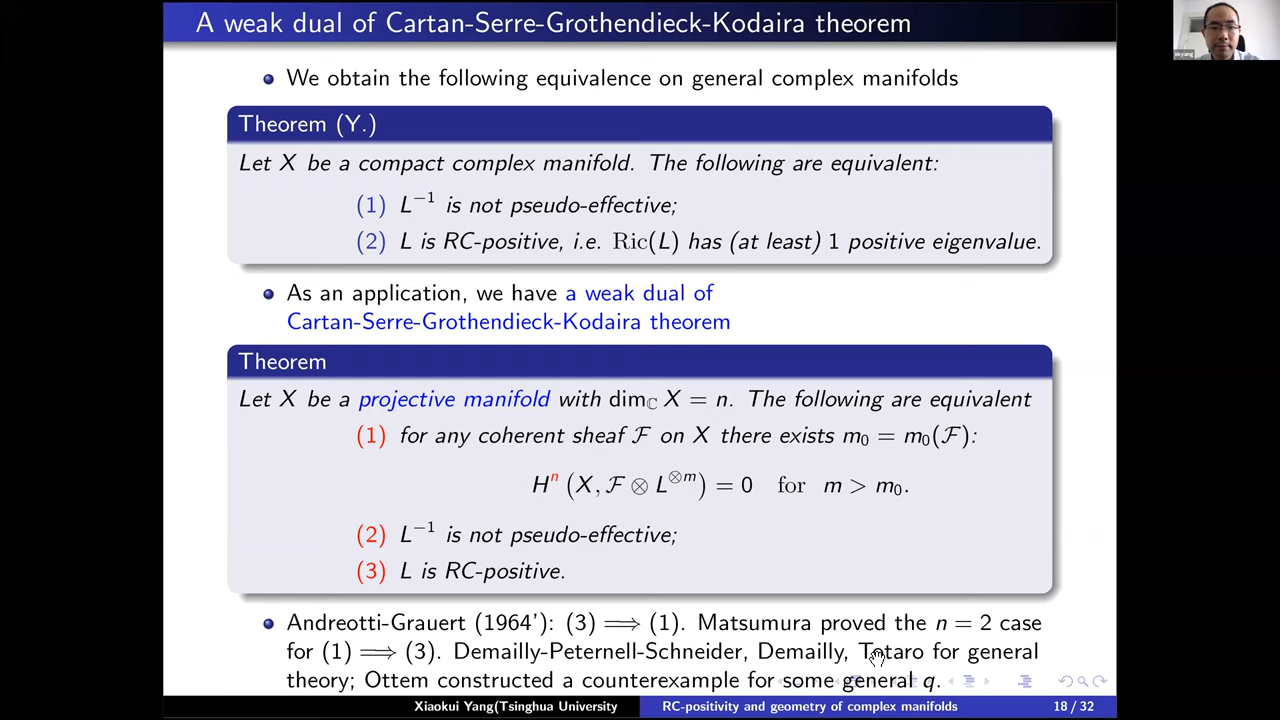 A weak dual of Cartan-Serre-Grothendieck-Kodaira theorem
xkyang
We obtain the following equivalence on general complex manifolds
Theorem (Y.)
Let X be a compact complex manifold. The following are equivalent:
(1) L⁻¹ is not pseudo-effective;
(2) L is RC-positive, i.e. Ric(L) has (at least) 1 positive eigenvalue.
As an application, we have a weak dual of
Cartan-Serre-Grothendieck-Kodaira theorem
Theorem
Let X be a projective manifold with dim_ℂ X = n. The following are equivalent
(1) for any coherent sheaf ℱ on X there exists m₀ = m₀(ℱ):
Hⁿ (X, ℱ ⊗ L^{⊗m}) = 0 for m > m₀.
(2) L⁻¹ is not pseudo-effective;
(3) L is RC-positive.
Andreotti-Grauert (1964'): (3) ⟹ (1). Matsumura proved the n = 2 case
for (1) ⟹ (3). Demailly-Peternell-Schneider, Demailly, Totaro for general
theory; Ottem constructed a counterexample for some general q.
Xiaokui Yang(Tsinghua University RC-positivity and geometry of complex manifolds 18 / 32